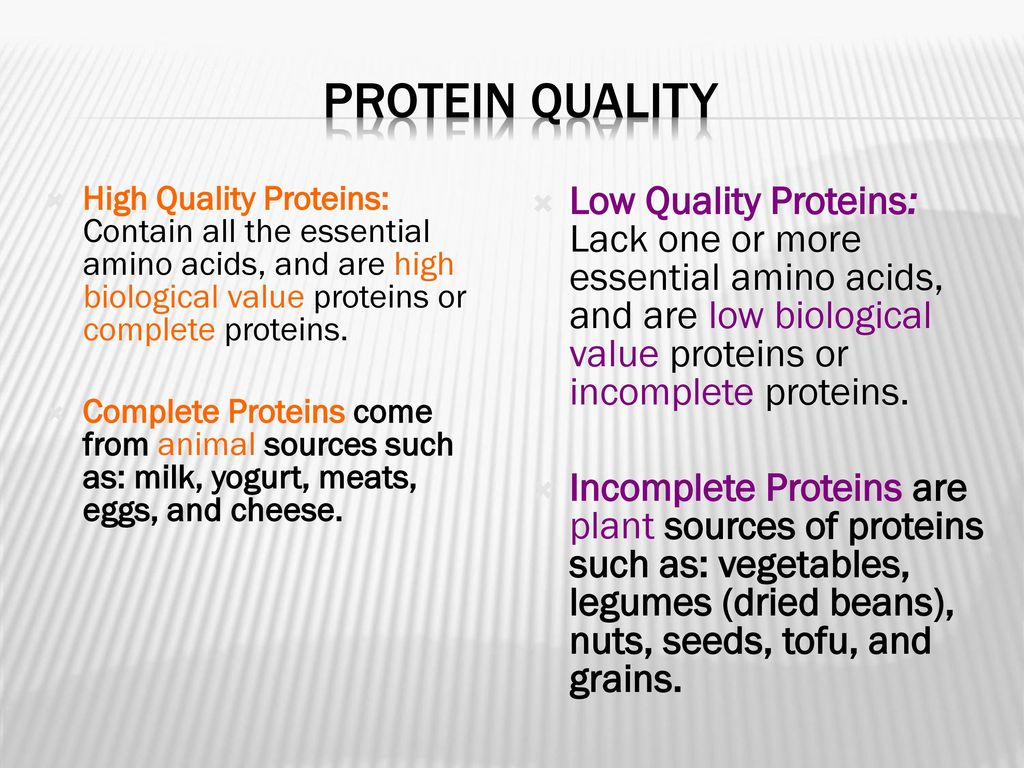 PROTEIN QUALITY
High Quality Proteins:
Contain all the essential
amino acids, and are high
biological value proteins or
complete proteins.
Complete Proteins come
from animal sources such
as: milk, yogurt, meats,
eggs, and cheese.
Low Quality Proteins:
Lack one or more
essential amino acids,
and are low biological
value proteins or
incomplete proteins.
Incomplete Proteins are
plant sources of proteins
such as: vegetables,
legumes (dried beans),
nuts, seeds, tofu, and
grains.